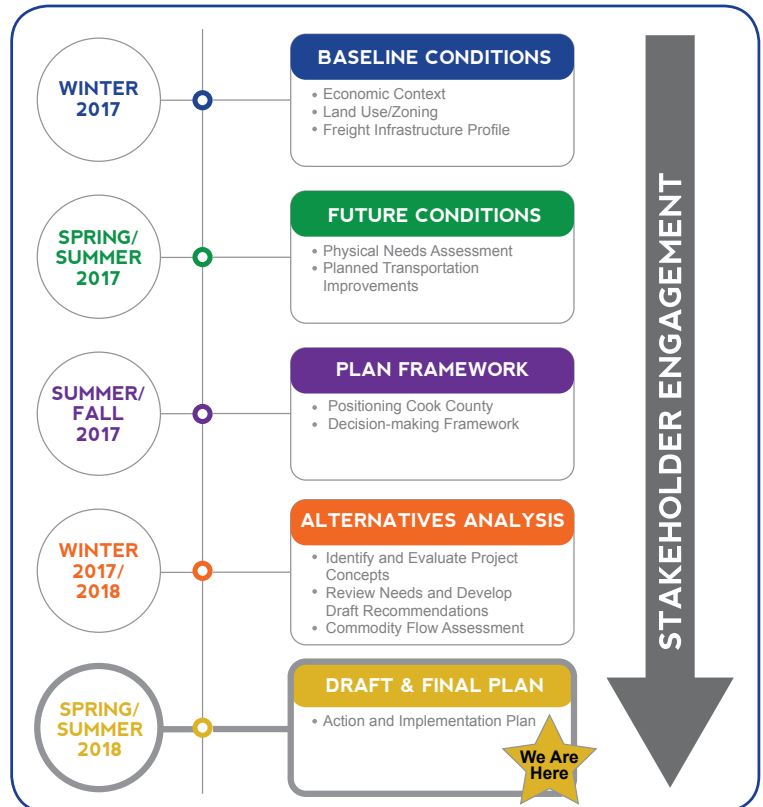 WINTER
2017
BASELINE CONDITIONS
• Economic Context
• Land Use/Zoning
• Freight Infrastructure Profile
SPRING/
SUMMER
2017
FUTURE CONDITIONS
• Physical Needs Assessment
• Planned Transportation
Improvements
SUMMER/
FALL
2017
PLAN FRAMEWORK
• Positioning Cook County
• Decision-making Framework
WINTER
2017/
2018
ALTERNATIVES ANALYSIS
• Identify and Evaluate Project
Concepts
• Review Needs and Develop
Draft Recommendations
• Commodity Flow Assessment
SPRING/
SUMMER
2018
DRAFT & FINAL PLAN
• Action and Implementation Plan
We Are
Here
STAKEHOLDER ENGAGEMENT